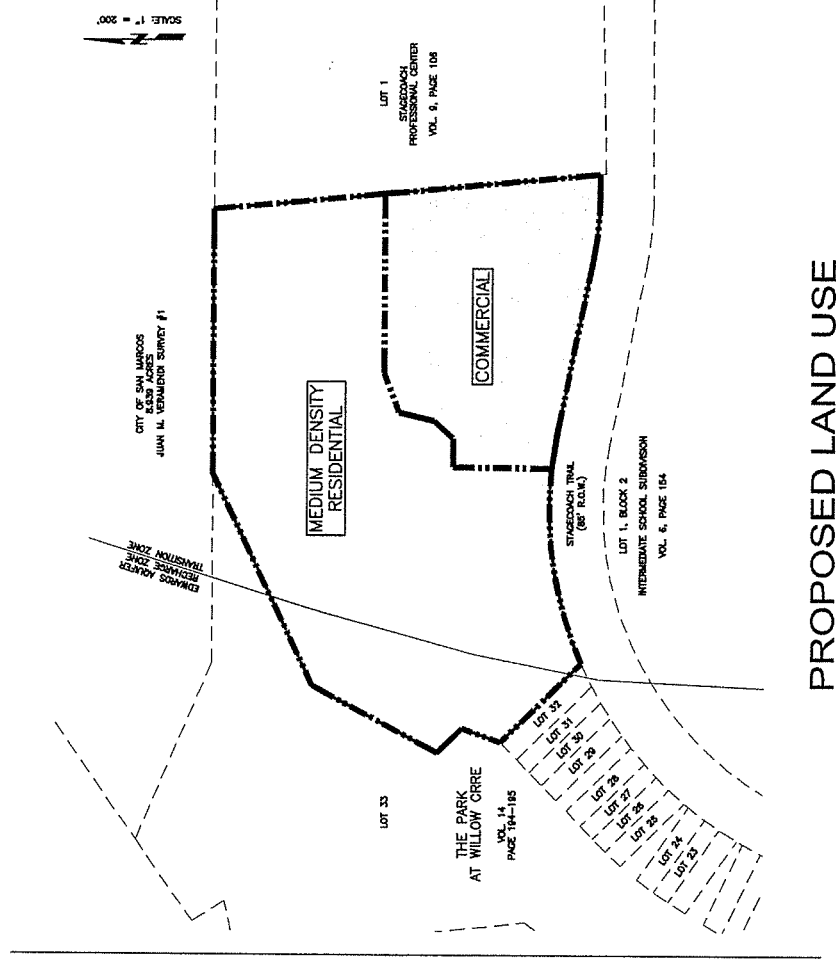 SCALE: 1" = 200'
N
LOT 1
STAGECOACH
PROFESSIONAL CENTER
VOL. 9, PAGE 106
CITY OF SAN MARCOS
8.939 ACRES
JUAN M. VERAMENDI SURVEY #1
MEDIUM DENSITY
RESIDENTIAL
COMMERCIAL
EDWARDS AQUIFER
RECHARGE ZONE
TRANSITION ZONE
STAGECOACH TRAIL
(85' R.O.W.)
LOT 1, BLOCK 2
INTERMEDIATE SCHOOL SUBDIVISION
VOL. 6, PAGE 154
LOT 33
THE PARK
AT WILLOW CRRE
VOL. 14
PAGE 194-195
LOT 32
LOT 31
LOT 30
LOT 29
LOT 28
LOT 27
LOT 26
LOT 25
LOT 24
LOT 23
PROPOSED LAND USE